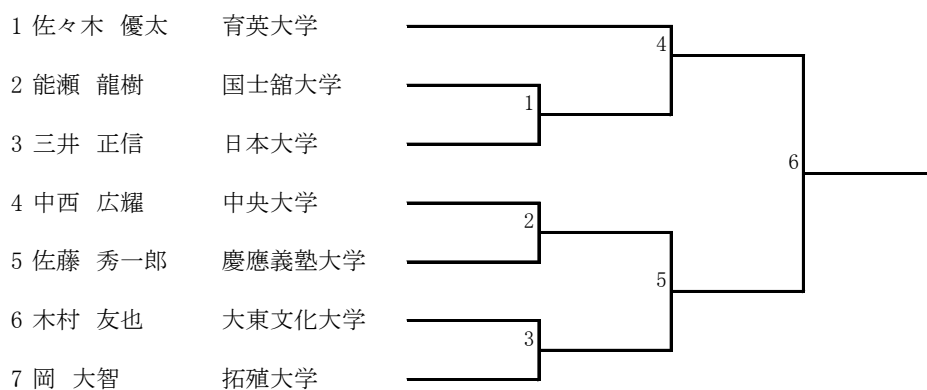 1 佐々木 優太 育英大学
4
2 能瀬 龍樹 国士舘大学
1
3 三井 正信 日本大学
6
4 中西 広耀 中央大学
2
5 佐藤 秀一郎 慶應義塾大学
5
6 木村 友也 大東文化大学
3
7 岡 大智 拓殖大学